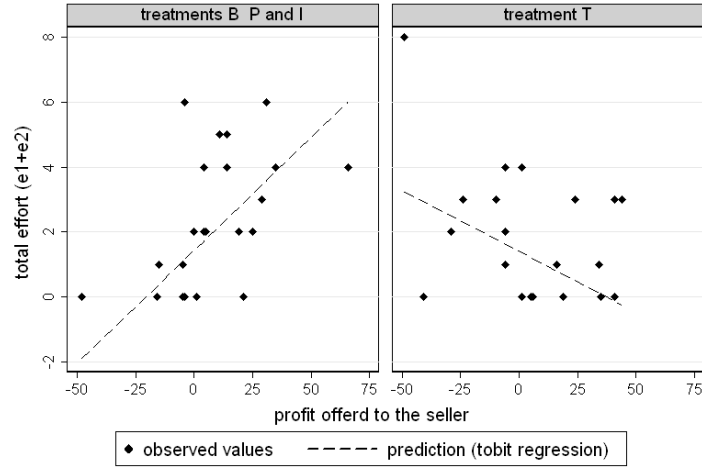 treatments B P and I
treatment T
total effort (e1+e2)
8
6
4
2
0
-2
-50 -25 0 25 50 75
-50 -25 0 25 50 75
profit offerd to the seller
observed values
prediction (tobit regression)